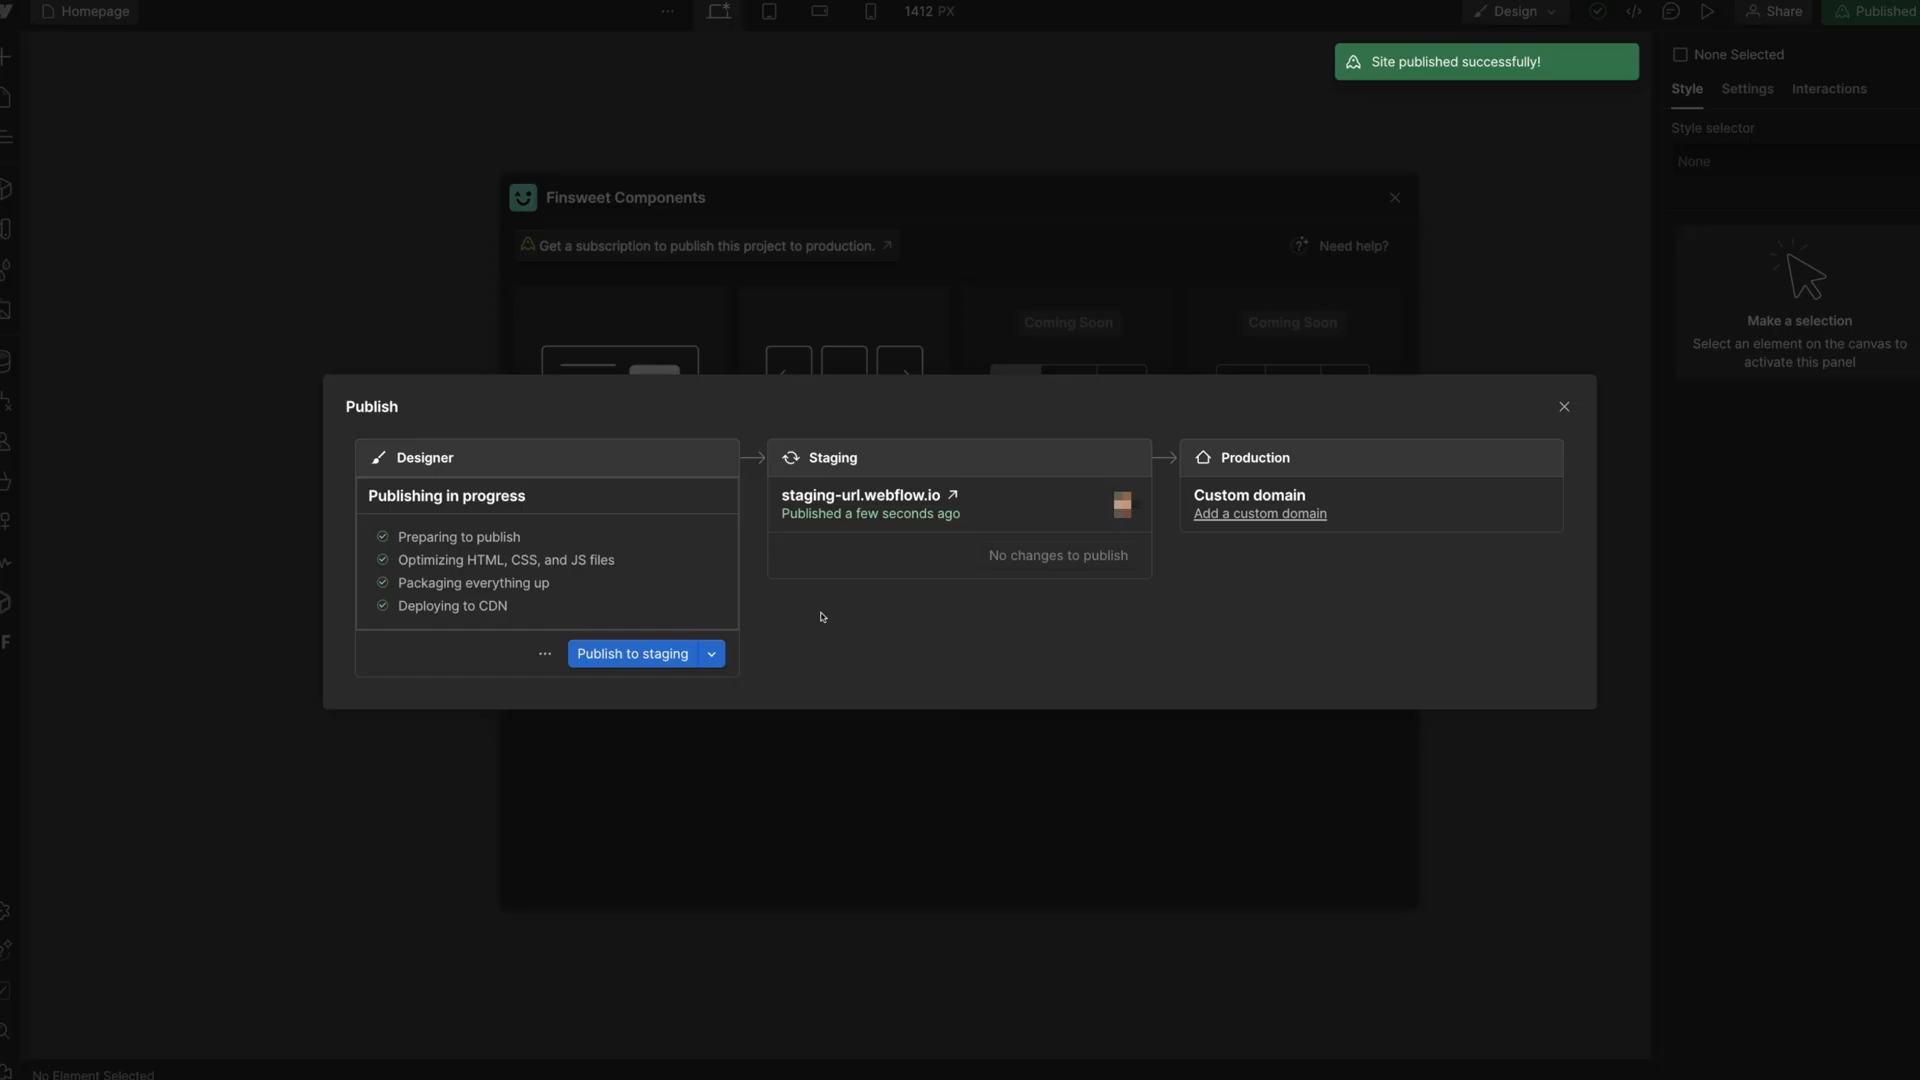 Homepage
1412 PX
Design
Share
Published
Site published successfully!
None Selected
Style
Settings
Interactions
Style selector
None
Make a selection
Select an element on the canvas to
activate this panel
Finsweet Components
Get a subscription to publish this project to production.
Need help?
Coming Soon
Coming Soon
Publish
Designer
Publishing in progress
Preparing to publish
Optimizing HTML, CSS, and JS files
Packaging everything up
Deploying to CDN
Publish to staging
Staging
staging-url.webflow.io
Published a few seconds ago
No changes to publish
Production
Custom domain
Add a custom domain
No Element Selected